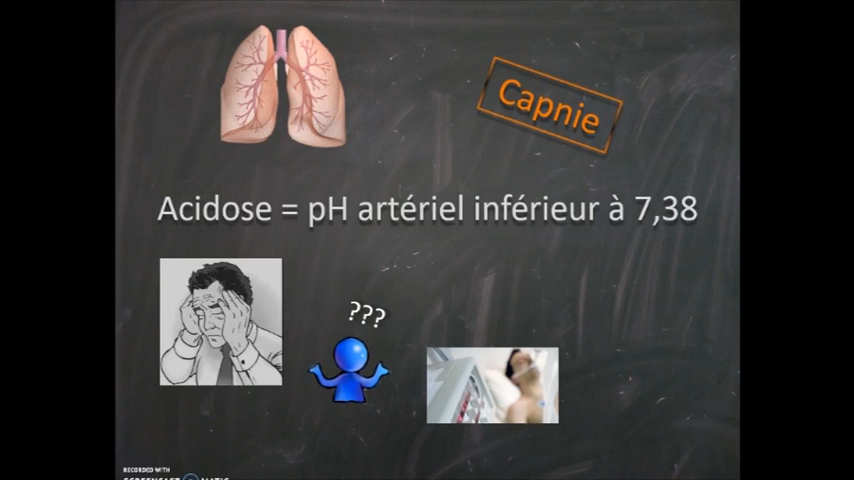 Capnie
Acidose = pH artériel inférieur à 7,38
???
RECORDED WITH